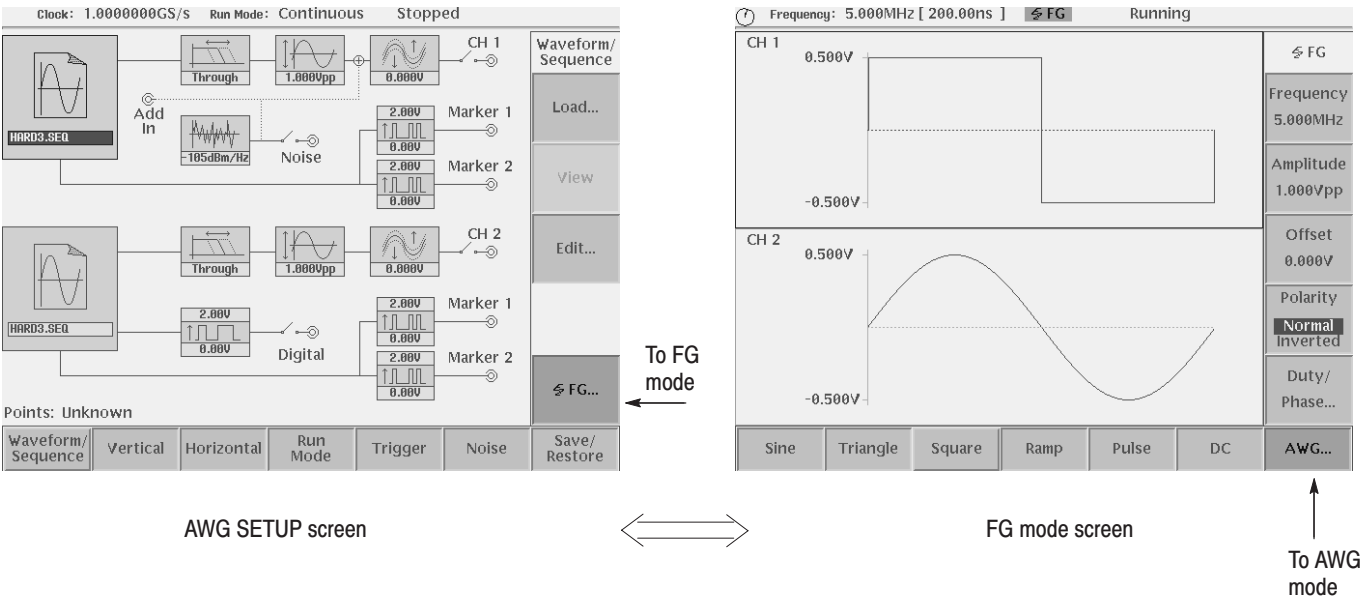 Clock: 1.0000000GS/s Run Mode: Continuous Stopped
CH 1
Through
1.000Vpp
0.000V
Add
In
HARD3.SEQ
-105dBm/Hz
Noise
2.00V
0.00V
Marker 1
2.00V
0.00V
Marker 2
CH 2
Through
1.000Vpp
0.000V
HARD3.SEQ
2.00V
0.00V
Digital
2.00V
0.00V
Marker 1
2.00V
0.00V
Marker 2
Points: Unknown
Waveform/
Sequence
Load...
View
Edit...
FG...
Waveform/
Sequence
Vertical
Horizontal
Run
Mode
Trigger
Noise
Save/
Restore
To FG
mode
Frequency: 5.000MHz [ 200.00ns ] FG Running
CH 1
0.500V
-0.500V
CH 2
0.500V
-0.500V
FG
Frequency
5.000MHz
Amplitude
1.000Vpp
Offset
0.000V
Polarity
Normal
Inverted
Duty/
Phase...
Sine
Triangle
Square
Ramp
Pulse
DC
AWG...
AWG SETUP screen
FG mode screen
To AWG
mode